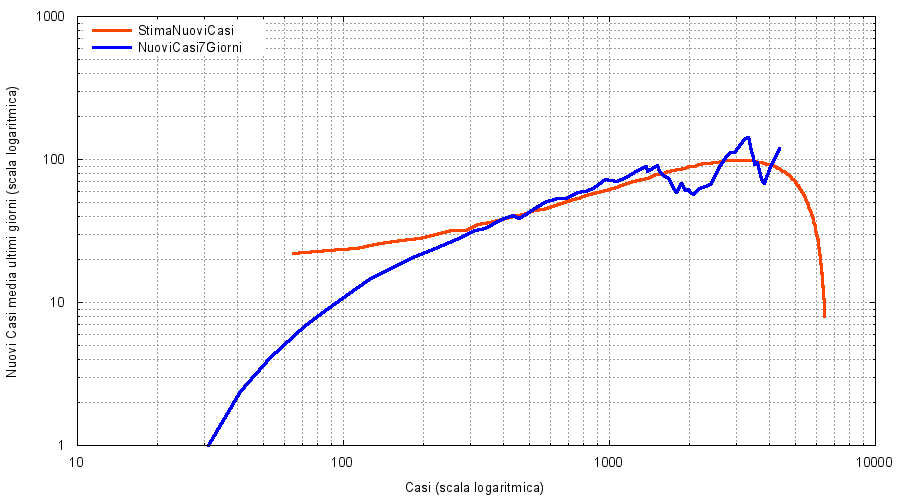 1000
StimaNuoviCasi
NuoviCasi7Giorni
100
10
1
10
100
1000
10000
Nuovi Casi media ultimi giorni (scala logaritmica)
Casi (scala logaritmica)